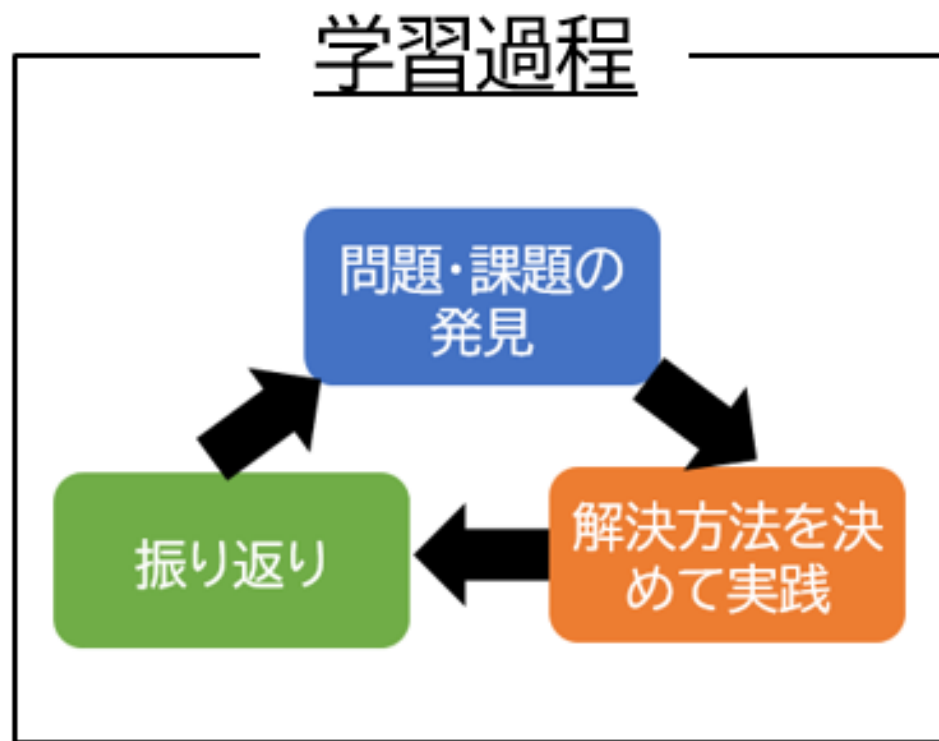 学習過程
問題・課題の
発見
解決方法を決
めて実践
振り返り